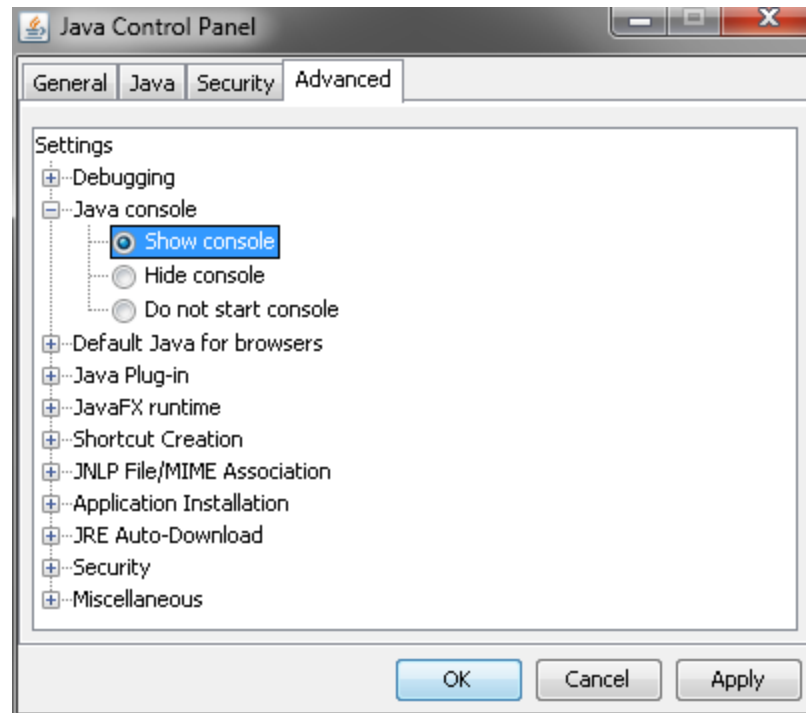 Java Control Panel
General Java Security Advanced
Settings
Debugging
Java console
Show console
Hide console
Do not start console
Default Java for browsers
Java Plug-in
JavaFX runtime
Shortcut Creation
JNLP File/MIME Association
Application Installation
JRE Auto-Download
Security
Miscellaneous
OK Cancel Apply